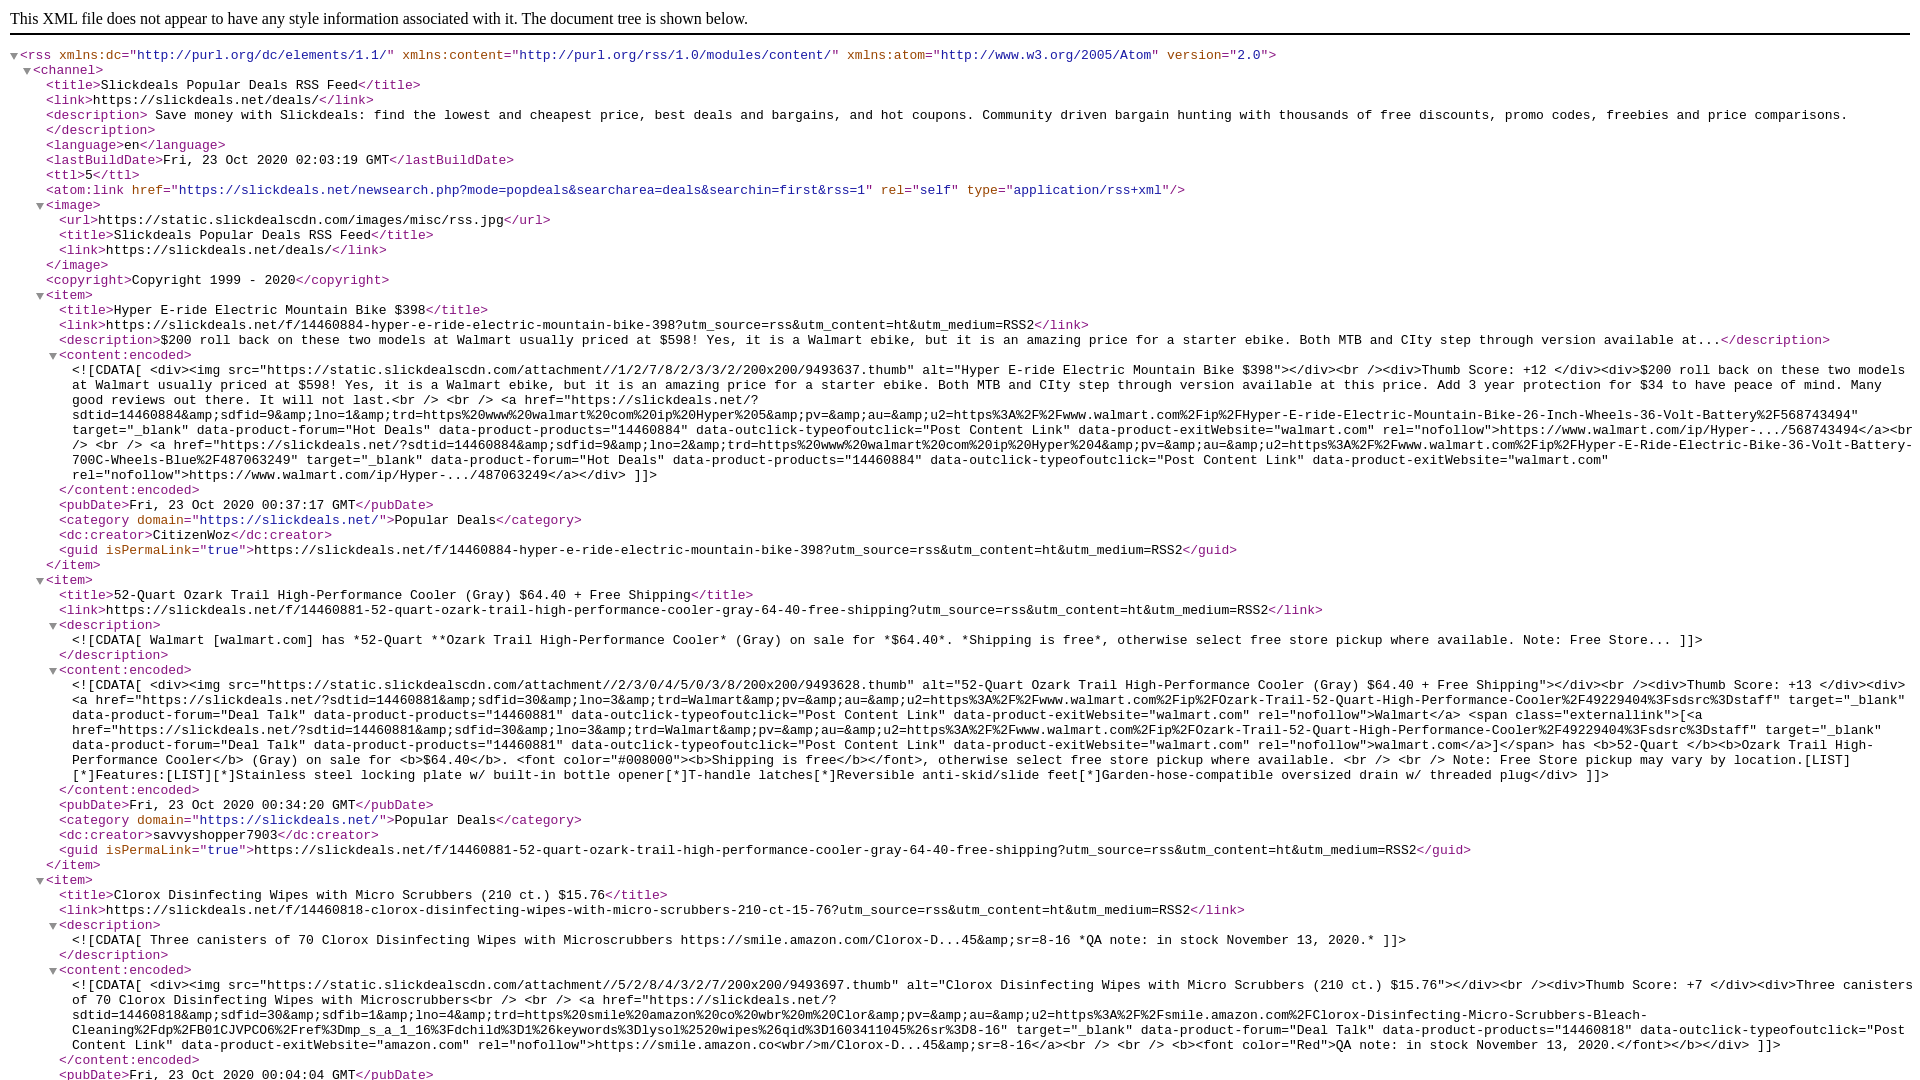 This XML file does not appear to have any style information associated with it. The document tree is shown below.
<rss xmlns:dc="http://purl.org/dc/elements/1.1/" xmlns:content="http://purl.org/rss/1.0/modules/content/" xmlns:atom="http://www.w3.org/2005/Atom" version="2.0">
<channel>
<title>Slickdeals Popular Deals RSS Feed</title>
<link>https://slickdeals.net/deals/</link>
<description> Save money with Slickdeals: find the lowest and cheapest price, best deals and bargains, and hot coupons. Community driven bargain hunting with thousands of free discounts, promo codes, freebies and price comparisons.
</description>
<language>en</language>
<lastBuildDate>Fri, 23 Oct 2020 02:03:19 GMT</lastBuildDate>
<ttl>5</ttl>
<atom:link href="https://slickdeals.net/newsearch.php?mode=popdeals&searcharea=deals&searchin=first&rss=1" rel="self" type="application/rss+xml"/>
<image>
<url>https://static.slickdealscdn.com/images/misc/rss.jpg</url>
<title>Slickdeals Popular Deals RSS Feed</title>
<link>https://slickdeals.net/deals/</link>
</image>
<copyright>Copyright 1999 - 2020</copyright>
<item>
<title>Hyper E-ride Electric Mountain Bike $398</title>
<link>https://slickdeals.net/f/14460884-hyper-e-ride-electric-mountain-bike-398?utm_source=rss&utm_content=ht&utm_medium=RSS2</link>
<description>$200 roll back on these two models at Walmart usually priced at $598! Yes, it is a Walmart ebike, but it is an amazing price for a starter ebike. Both MTB and CIty step through version available at...</description>
<content:encoded>
<![CDATA[ <div><img src="https://static.slickdealscdn.com/attachment//1/2/7/8/2/3/3/2/200x200/9493637.thumb" alt="Hyper E-ride Electric Mountain Bike $398"></div><br /><div>Thumb Score: +12 </div><div>$200 roll back on these two models
at Walmart usually priced at $598! Yes, it is a Walmart ebike, but it is an amazing price for a starter ebike. Both MTB and CIty step through version available at this price. Add 3 year protection for $34 to have peace of mind. Many
good reviews out there. It will not last.<br /> <br /> <a href="https://slickdeals.net/?
sdtid=14460884&amp;sdfid=9&amp;lno=1&amp;trd=https%20www%20walmart%20com%20ip%20Hyper%205&amp;pv=&amp;au=&amp;u2=https%3A%2F%2Fwww.walmart.com%2Fip%2FHyper-E-ride-Electric-Mountain-Bike-26-Inch-Wheels-36-Volt-Battery%2F568743494"
target="_blank" data-product-forum="Hot Deals" data-product-products="14460884" data-outclick-typeofoutclick="Post Content Link" data-product-exitWebsite="walmart.com" rel="nofollow">https://www.walmart.com/ip/Hyper-.../568743494</a><br
/> <br /> <a href="https://slickdeals.net/?sdtid=14460884&amp;sdfid=9&amp;lno=2&amp;trd=https%20www%20walmart%20com%20ip%20Hyper%204&amp;pv=&amp;au=&amp;u2=https%3A%2F%2Fwww.walmart.com%2Fip%2FHyper-E-Ride-Electric-Bike-36-Volt-Battery-
700C-Wheels-Blue%2F487063249" target="_blank" data-product-forum="Hot Deals" data-product-products="14460884" data-outclick-typeofoutclick="Post Content Link" data-product-exitWebsite="walmart.com"
rel="nofollow">https://www.walmart.com/ip/Hyper-.../487063249</a></div> ]]>
</content:encoded>
<pubDate>Fri, 23 Oct 2020 00:37:17 GMT</pubDate>
<category domain="https://slickdeals.net/">Popular Deals</category>
<dc:creator>CitizenWoz</dc:creator>
<guid isPermaLink="true">https://slickdeals.net/f/14460884-hyper-e-ride-electric-mountain-bike-398?utm_source=rss&utm_content=ht&utm_medium=RSS2</guid>
</item>
<item>
<title>52-Quart Ozark Trail High-Performance Cooler (Gray) $64.40 + Free Shipping</title>
<link>https://slickdeals.net/f/14460881-52-quart-ozark-trail-high-performance-cooler-gray-64-40-free-shipping?utm_source=rss&utm_content=ht&utm_medium=RSS2</link>
<description>
<![CDATA[ Walmart [walmart.com] has *52-Quart **Ozark Trail High-Performance Cooler* (Gray) on sale for *$64.40*. *Shipping is free*, otherwise select free store pickup where available. Note: Free Store... ]]>
</description>
<content:encoded>
<![CDATA[ <div><img src="https://static.slickdealscdn.com/attachment//2/3/0/4/5/0/3/8/200x200/9493628.thumb" alt="52-Quart Ozark Trail High-Performance Cooler (Gray) $64.40 + Free Shipping"></div><br /><div>Thumb Score: +13 </div><div>
<a href="https://slickdeals.net/?sdtid=14460881&amp;sdfid=30&amp;lno=3&amp;trd=Walmart&amp;pv=&amp;au=&amp;u2=https%3A%2F%2Fwww.walmart.com%2Fip%2FOzark-Trail-52-Quart-High-Performance-Cooler%2F49229404%3Fsdsrc%3Dstaff" target="_blank"
data-product-forum="Deal Talk" data-product-products="14460881" data-outclick-typeofoutclick="Post Content Link" data-product-exitWebsite="walmart.com" rel="nofollow">Walmart</a> <span class="externallink">[<a
href="https://slickdeals.net/?sdtid=14460881&amp;sdfid=30&amp;lno=3&amp;trd=Walmart&amp;pv=&amp;au=&amp;u2=https%3A%2F%2Fwww.walmart.com%2Fip%2FOzark-Trail-52-Quart-High-Performance-Cooler%2F49229404%3Fsdsrc%3Dstaff" target="_blank"
data-product-forum="Deal Talk" data-product-products="14460881" data-outclick-typeofoutclick="Post Content Link" data-product-exitWebsite="walmart.com" rel="nofollow">walmart.com</a>]</span> has <b>52-Quart </b><b>Ozark Trail High-
Performance Cooler</b> (Gray) on sale for <b>$64.40</b>. <font color="#008000"><b>Shipping is free</b></font>, otherwise select free store pickup where available. <br /> <br /> Note: Free Store pickup may vary by location.[LIST]
[*]Features:[LIST][*]Stainless steel locking plate w/ built-in bottle opener[*]T-handle latches[*]Reversible anti-skid/slide feet[*]Garden-hose-compatible oversized drain w/ threaded plug</div> ]]>
</content:encoded>
<pubDate>Fri, 23 Oct 2020 00:34:20 GMT</pubDate>
<category domain="https://slickdeals.net/">Popular Deals</category>
<dc:creator>savvyshopper7903</dc:creator>
<guid isPermaLink="true">https://slickdeals.net/f/14460881-52-quart-ozark-trail-high-performance-cooler-gray-64-40-free-shipping?utm_source=rss&utm_content=ht&utm_medium=RSS2</guid>
</item>
<item>
<title>Clorox Disinfecting Wipes with Micro Scrubbers (210 ct.) $15.76</title>
<link>https://slickdeals.net/f/14460818-clorox-disinfecting-wipes-with-micro-scrubbers-210-ct-15-76?utm_source=rss&utm_content=ht&utm_medium=RSS2</link>
<description>
<![CDATA[ Three canisters of 70 Clorox Disinfecting Wipes with Microscrubbers https://smile.amazon.com/Clorox-D...45&amp;sr=8-16 *QA note: in stock November 13, 2020.* ]]>
</description>
<content:encoded>
<![CDATA[ <div><img src="https://static.slickdealscdn.com/attachment//5/2/8/4/3/2/7/200x200/9493697.thumb" alt="Clorox Disinfecting Wipes with Micro Scrubbers (210 ct.) $15.76"></div><br /><div>Thumb Score: +7 </div><div>Three canisters
of 70 Clorox Disinfecting Wipes with Microscrubbers<br /> <br /> <a href="https://slickdeals.net/?
sdtid=14460818&amp;sdfid=30&amp;sdfib=1&amp;lno=4&amp;trd=https%20smile%20amazon%20co%20wbr%20m%20Clor&amp;pv=&amp;au=&amp;u2=https%3A%2F%2Fsmile.amazon.com%2FClorox-Disinfecting-Micro-Scrubbers-Bleach-
Cleaning%2Fdp%2FB01CJVPCO6%2Fref%3Dmp_s_a_1_16%3Fdchild%3D1%26keywords%3Dlysol%2520wipes%26qid%3D1603411045%26sr%3D8-16" target="_blank" data-product-forum="Deal Talk" data-product-products="14460818" data-outclick-typeofoutclick="Post
Content Link" data-product-exitWebsite="amazon.com" rel="nofollow">https://smile.amazon.co<wbr/>m/Clorox-D...45&amp;sr=8-16</a><br /> <br /> <b><font color="Red">QA note: in stock November 13, 2020.</font></b></div> ]]>
</content:encoded>
<pubDate>Fri, 23 Oct 2020 00:04:04 GMT</pubDate>